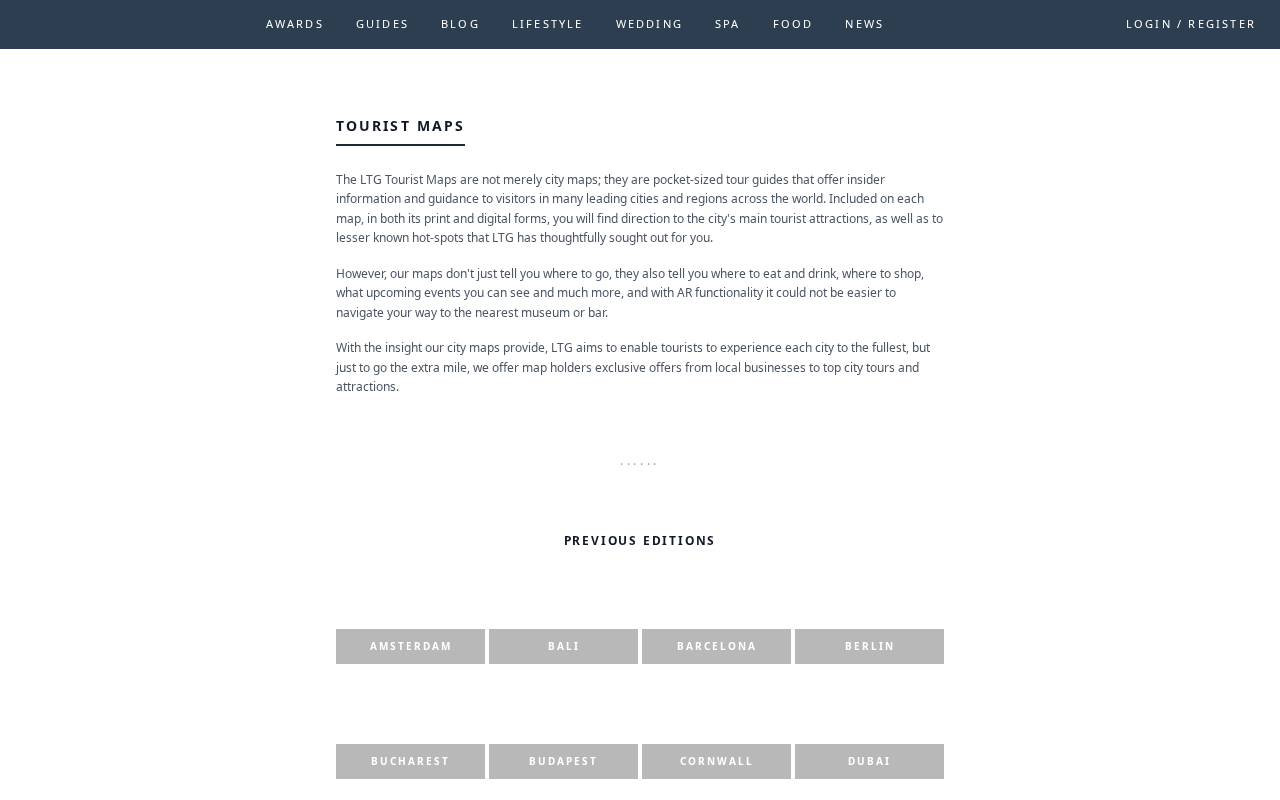 AWARDS GUIDES BLOG LIFESTYLE WEDDING SPA FOOD NEWS LOGIN / REGISTER
TOURIST MAPS
The LTG Tourist Maps are not merely city maps; they are pocket-sized tour guides that offer insider
information and guidance to visitors in many leading cities and regions across the world. Included on each
map, in both its print and digital forms, you will find direction to the city's main tourist attractions, as well as to
lesser known hot-spots that LTG has thoughtfully sought out for you.
However, our maps don't just tell you where to go, they also tell you where to eat and drink, where to shop,
what upcoming events you can see and much more, and with AR functionality it could not be easier to
navigate your way to the nearest museum or bar.
With the insight our city maps provide, LTG aims to enable tourists to experience each city to the fullest, but
just to go the extra mile, we offer map holders exclusive offers from local businesses to top city tours and
attractions.
......
PREVIOUS EDITIONS
AMSTERDAM BALI BARCELONA BERLIN
BUCHAREST BUDAPEST CORNWALL DUBAI